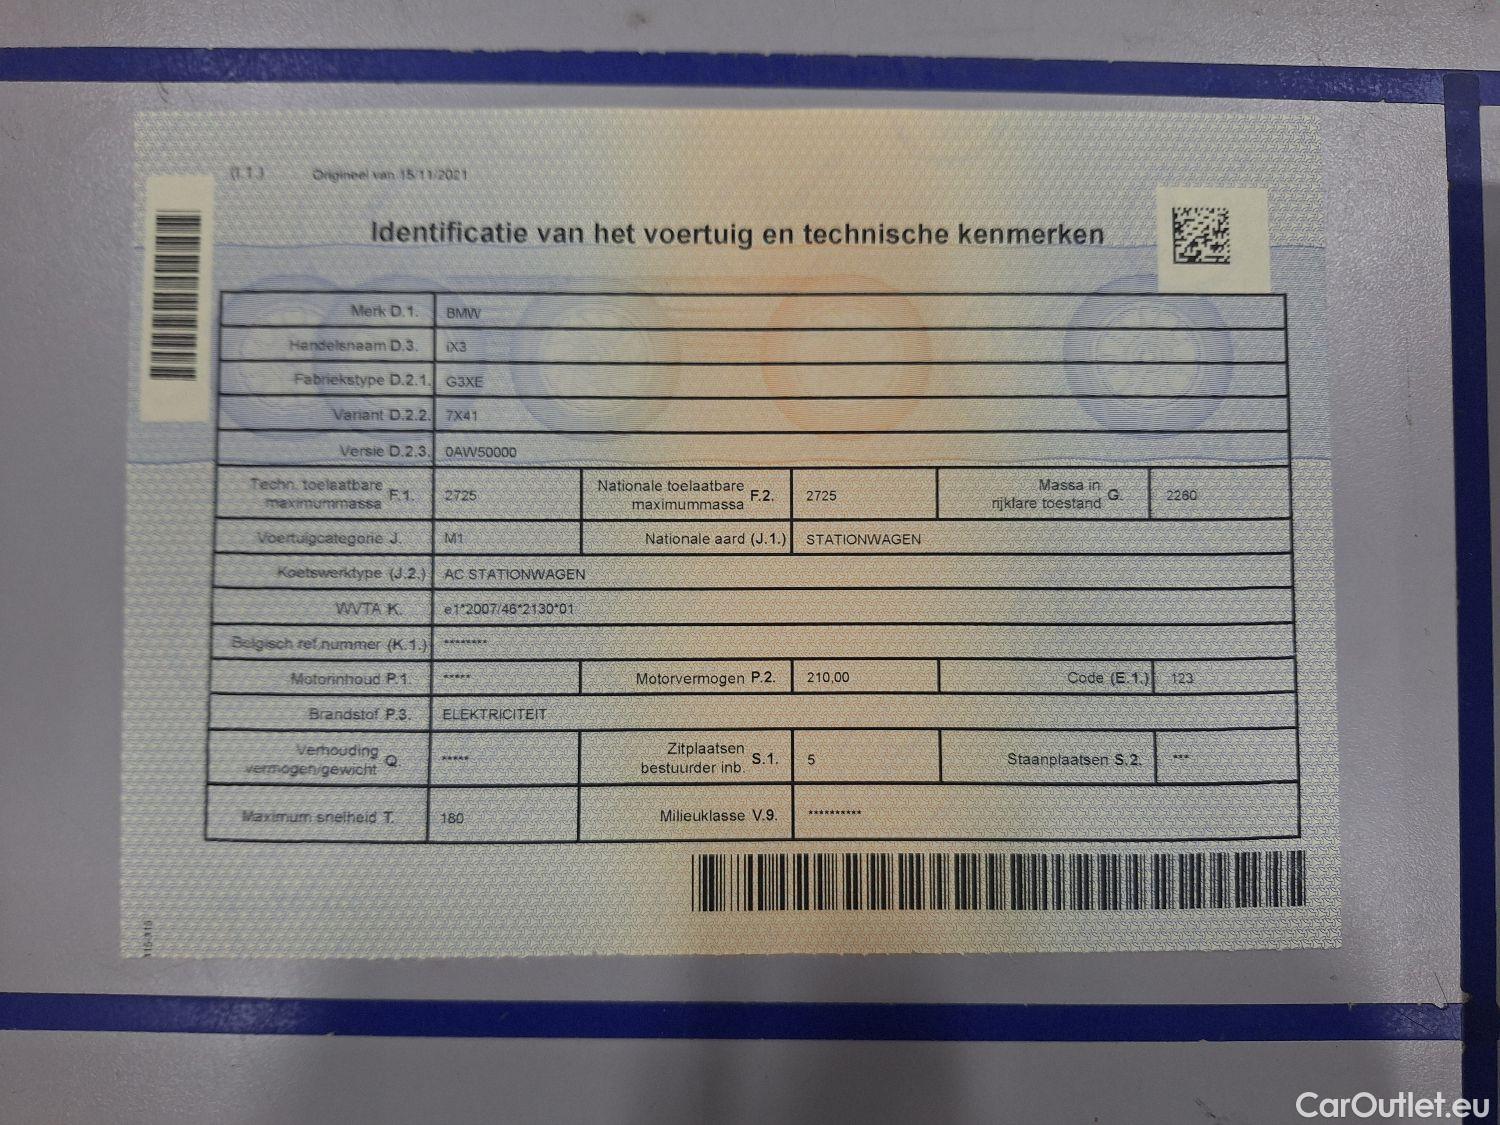 (I.1.) Origineel van 15/11/2021
Identificatie van het voertuig en technische kenmerken
Merk D.1. BMW
Handelsnaam D.3. iX3
Fabriekstype D.2.1. G3XE
Variant D.2.2. 7X41
Versie D.2.3. 0AW50000
Techn. toelaatbare maximummassa F.1. 2725 Nationale toelaatbare maximummassa F.2. 2725 Massa in rijklare toestand G. 2260
Voertuigcategorie J. M1 Nationale aard (J.1.) STATIONWAGEN
Koetswerktype (J.2.) AC STATIONWAGEN
WVTA K. e1*2007/46*2130*01
Belgisch ref.nummer (K.1.) ********
Motorinhoud P.1. ***** Motorvermogen P.2. 210,00 Code (E.1.) 123
Brandstof P.3. ELEKTRICITEIT
Verhouding vermogen/gewicht Q. ***** Zitplaatsen bestuurder inb. S.1. 5 Staanplaatsen S.2. ***
Maximum snelheid T. 180 Milieuklasse V.9. **********
CarOutlet.eu